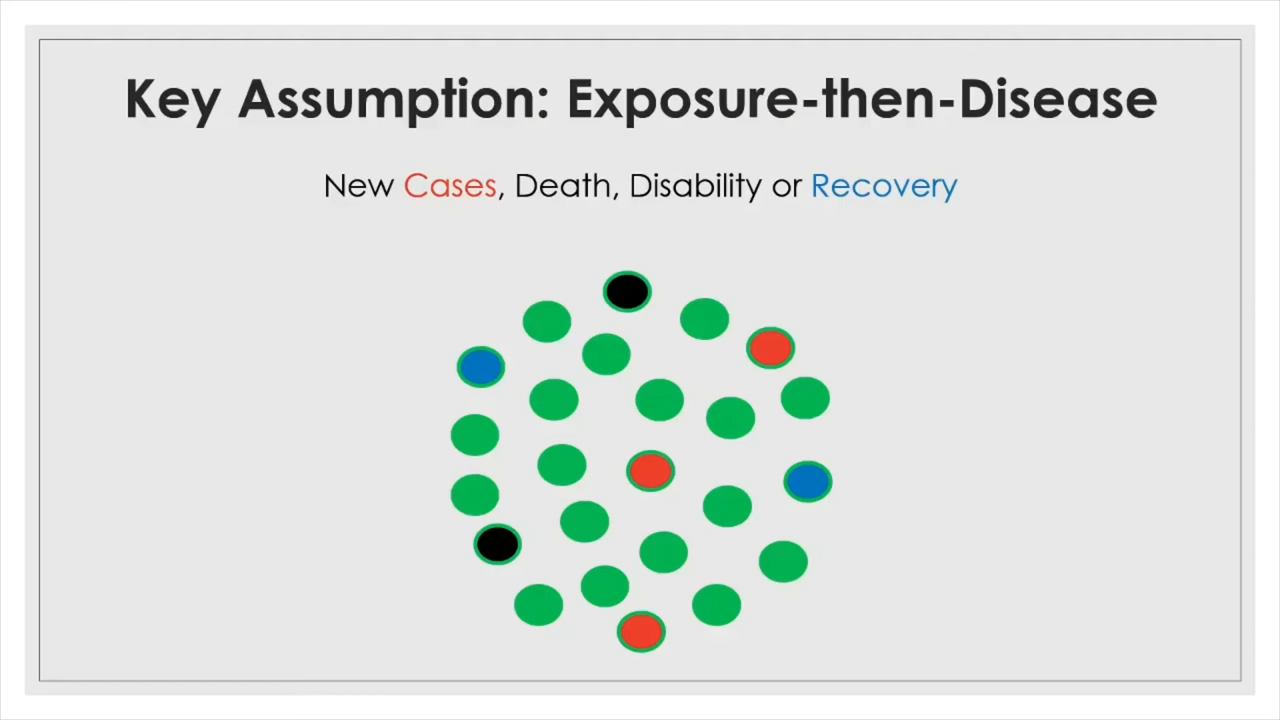 Key Assumption: Exposure-then-Disease
New Cases, Death, Disability or Recovery